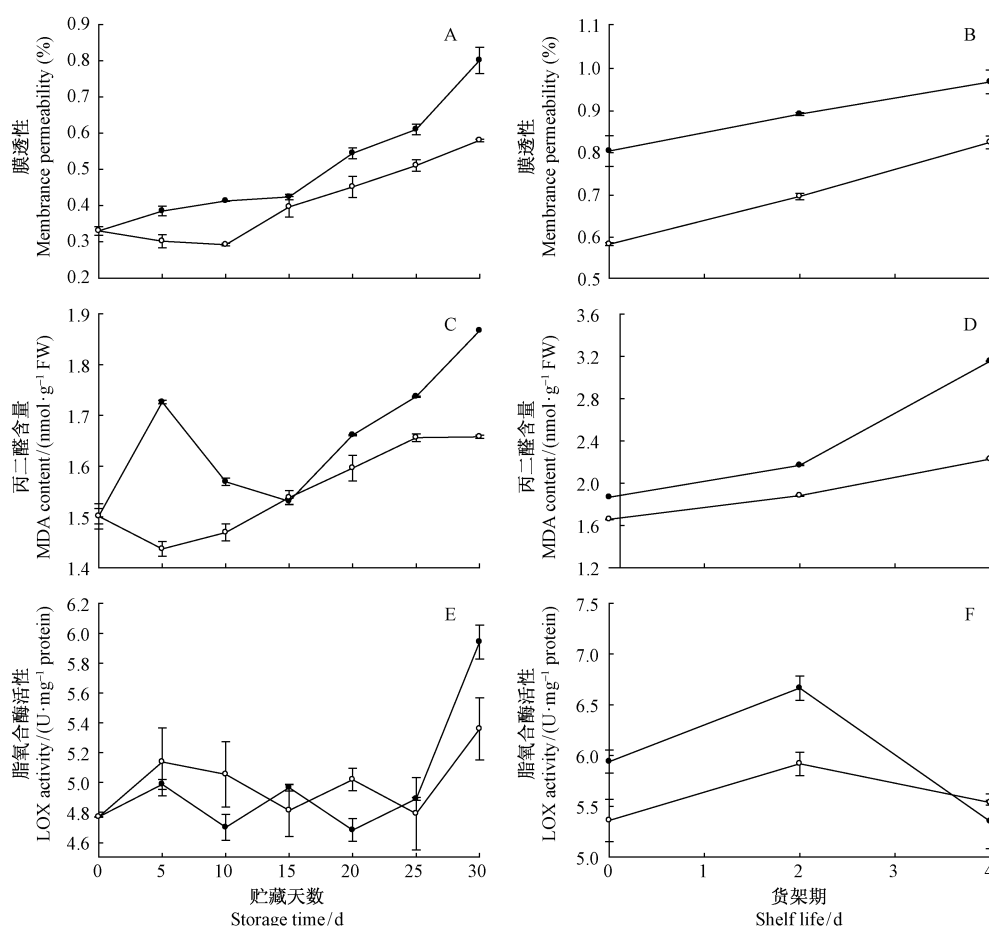 A
0.9
0.8
0.7
0.6
0.5
0.4
0.3
0.2
膜透性
Membrance permeability (%)
B
1.1
1.0
0.9
0.8
0.7
0.6
0.5
膜透性
Membrance permeability (%)
C
1.9
1.8
1.7
1.6
1.5
1.4
丙二醛含量
MDA content/(nmol·g⁻¹ FW)
D
3.6
3.2
2.8
2.4
2.0
1.6
1.2
丙二醛含量
MDA content/(nmol·g⁻¹ FW)
E
6.2
6.0
5.8
5.6
5.4
5.2
5.0
4.8
4.6
脂氧合酶活性
LOX activity/(U·mg⁻¹ protein)
0 5 10 15 20 25 30
贮藏天数
Storage time/d
F
7.5
7.0
6.5
6.0
5.5
5.0
脂氧合酶活性
LOX activity/(U·mg⁻¹ protein)
0 1 2 3 4
货架期
Shelf life/d